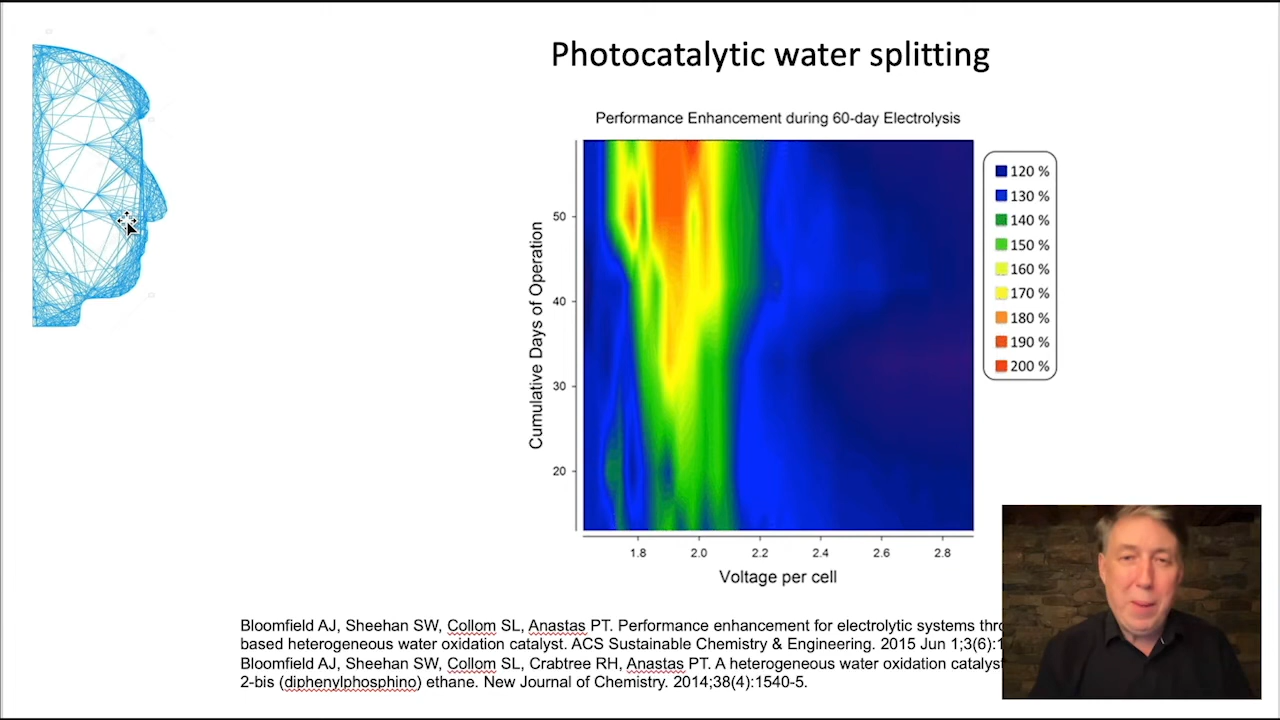 Photocatalytic water splitting
Performance Enhancement during 60-day Electrolysis
120 %
130 %
140 %
150 %
160 %
170 %
180 %
190 %
200 %
Cumulative Days of Operation
50
40
30
20
1.8 2.0 2.2 2.4 2.6 2.8
Voltage per cell
Bloomfield AJ, Sheehan SW, Collom SL, Anastas PT. Performance enhancement for electrolytic systems
based heterogeneous water oxidation catalyst. ACS Sustainable Chemistry & Engineering. 2015 Jun 1;3(6):
Bloomfield AJ, Sheehan SW, Collom SL, Crabtree RH, Anastas PT. A heterogeneous water oxidation
2-bis (diphenylphosphino) ethane. New Journal of Chemistry. 2014;38(4):1540-5.